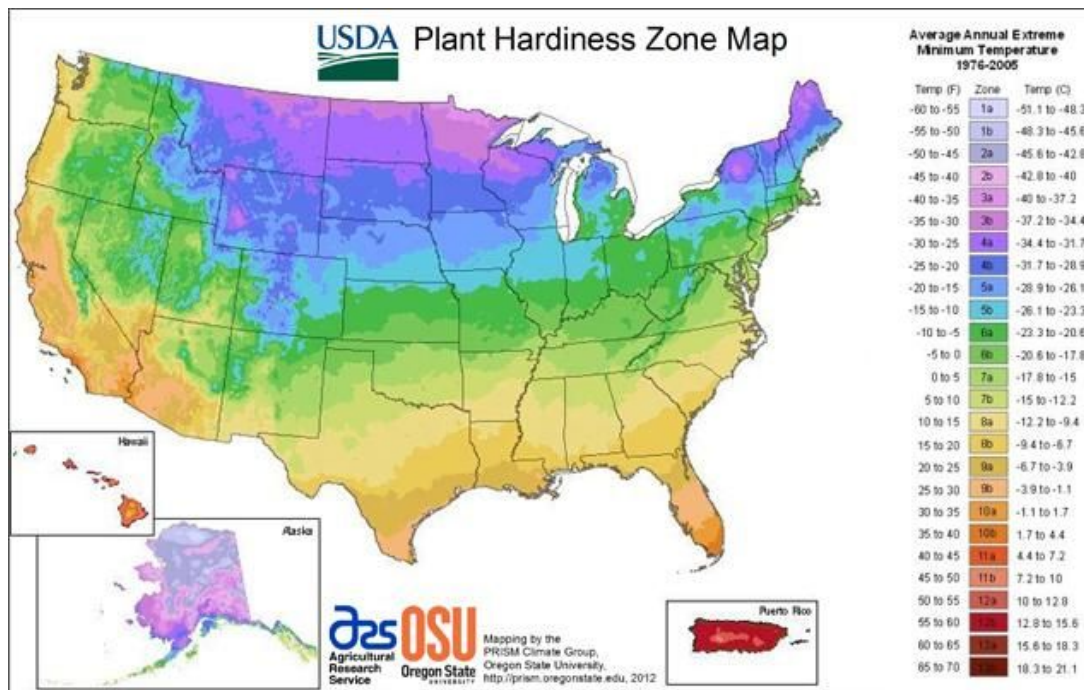 USDA Plant Hardiness Zone Map
Average Annual Extreme
Minimum Temperature
1976-2005
Temp (F) Zone Temp (C)
-60 to -55 1a -51.1 to -48.3
-55 to -50 1b -48.3 to -45.6
-50 to -45 2a -45.6 to -42.8
-45 to -40 2b -42.8 to -40
-40 to -35 3a -40 to -37.2
-35 to -30 3b -37.2 to -34.4
-30 to -25 4a -34.4 to -31.7
-25 to -20 4b -31.7 to -28.9
-20 to -15 5a -28.9 to -26.1
-15 to -10 5b -26.1 to -23.3
-10 to -5 6a -23.3 to -20.6
-5 to 0 6b -20.6 to -17.8
0 to 5 7a -17.8 to -15
5 to 10 7b -15 to -12.2
10 to 15 8a -12.2 to -9.4
15 to 20 8b -9.4 to -6.7
20 to 25 9a -6.7 to -3.9
25 to 30 9b -3.9 to -1.1
30 to 35 10a -1.1 to 1.7
35 to 40 10b 1.7 to 4.4
40 to 45 11a 4.4 to 7.2
45 to 50 11b 7.2 to 10
50 to 55 12a 10 to 12.8
55 to 60 12b 12.8 to 15.6
60 to 65 13a 15.6 to 18.3
65 to 70 13b 18.3 to 21.1
Hawaii
Alaska
Puerto Rico
ars
Agricultural
Research
Service
OSU
Oregon State
UNIVERSITY
Mapping by the
PRISM Climate Group,
Oregon State University,
http://prism.oregonstate.edu, 2012